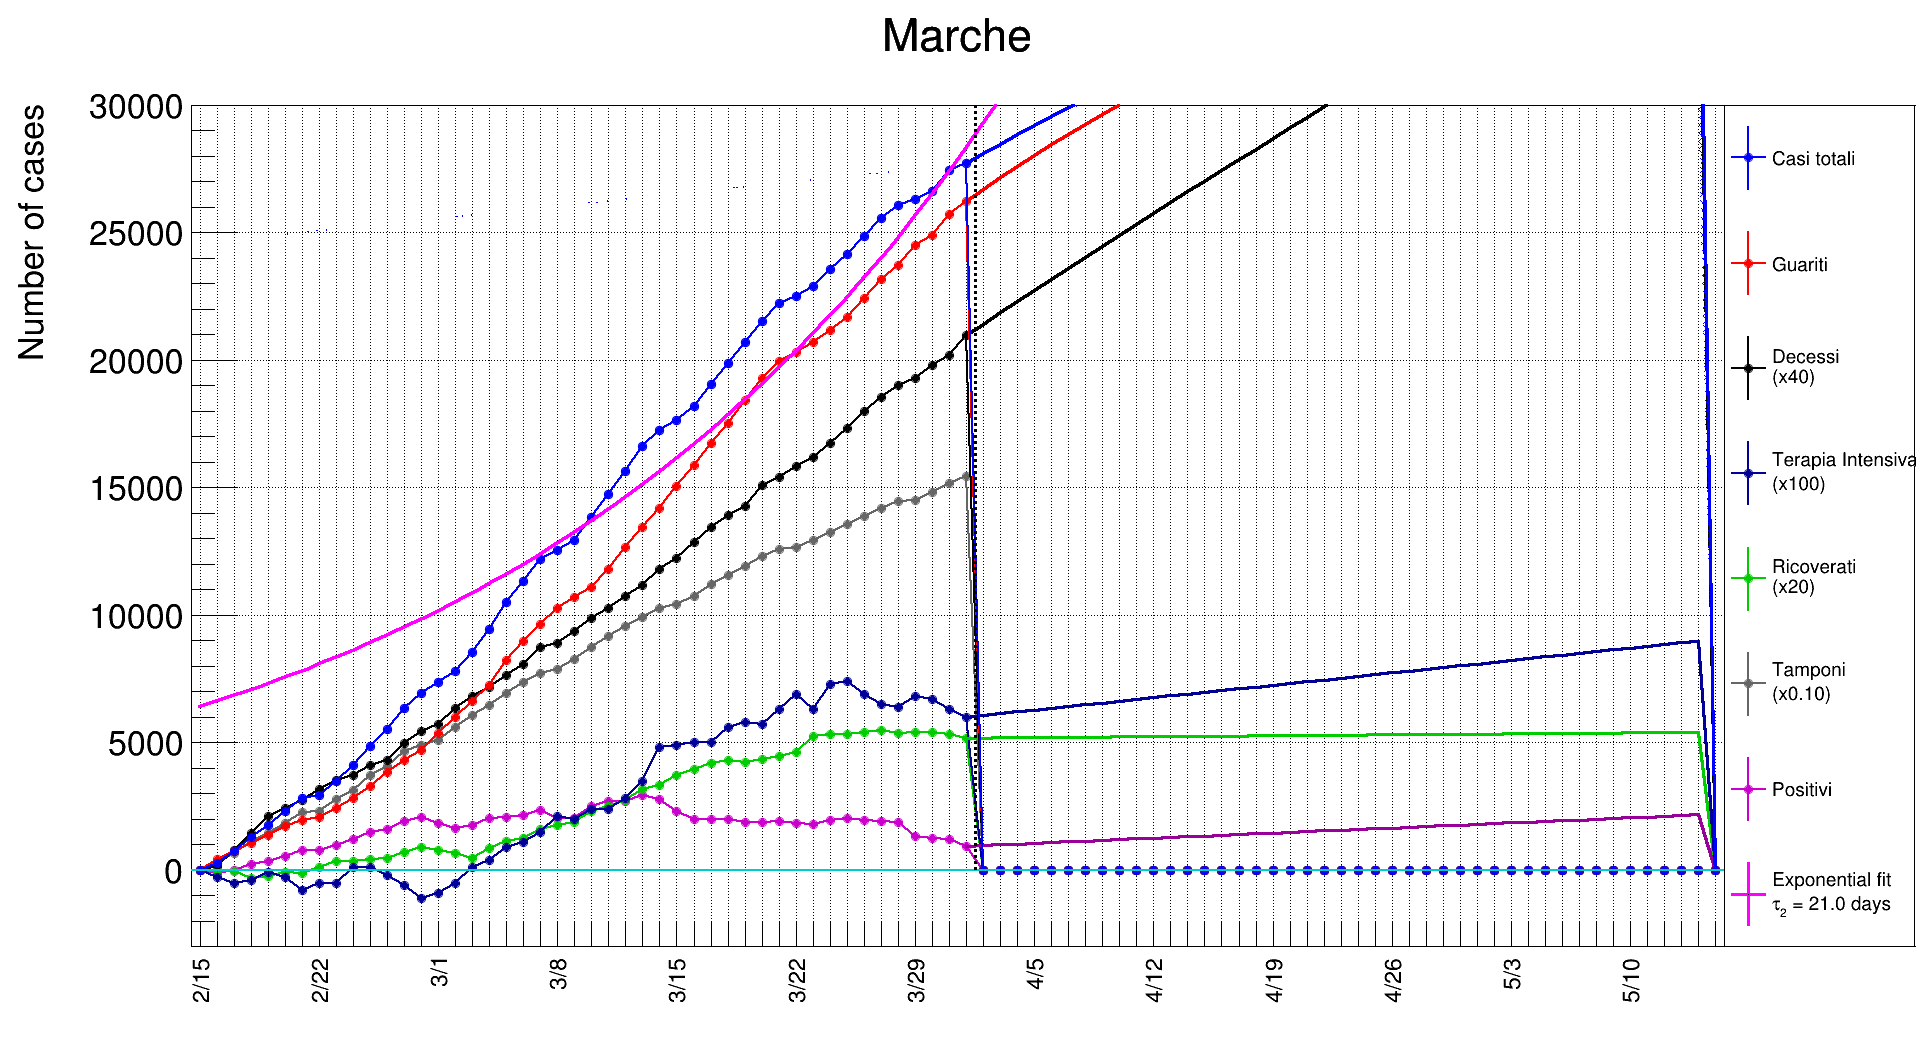 Marche
Number of cases
30000
25000
20000
15000
10000
5000
0
2/15
2/22
3/1
3/8
3/15
3/22
3/29
4/5
4/12
4/19
4/26
5/3
5/10
Casi totali
Guariti
Decessi
(x40)
Terapia Intensiva
(x100)
Ricoverati
(x20)
Tamponi
(x0.10)
Positivi
Exponential fit
τ2 = 21.0 days